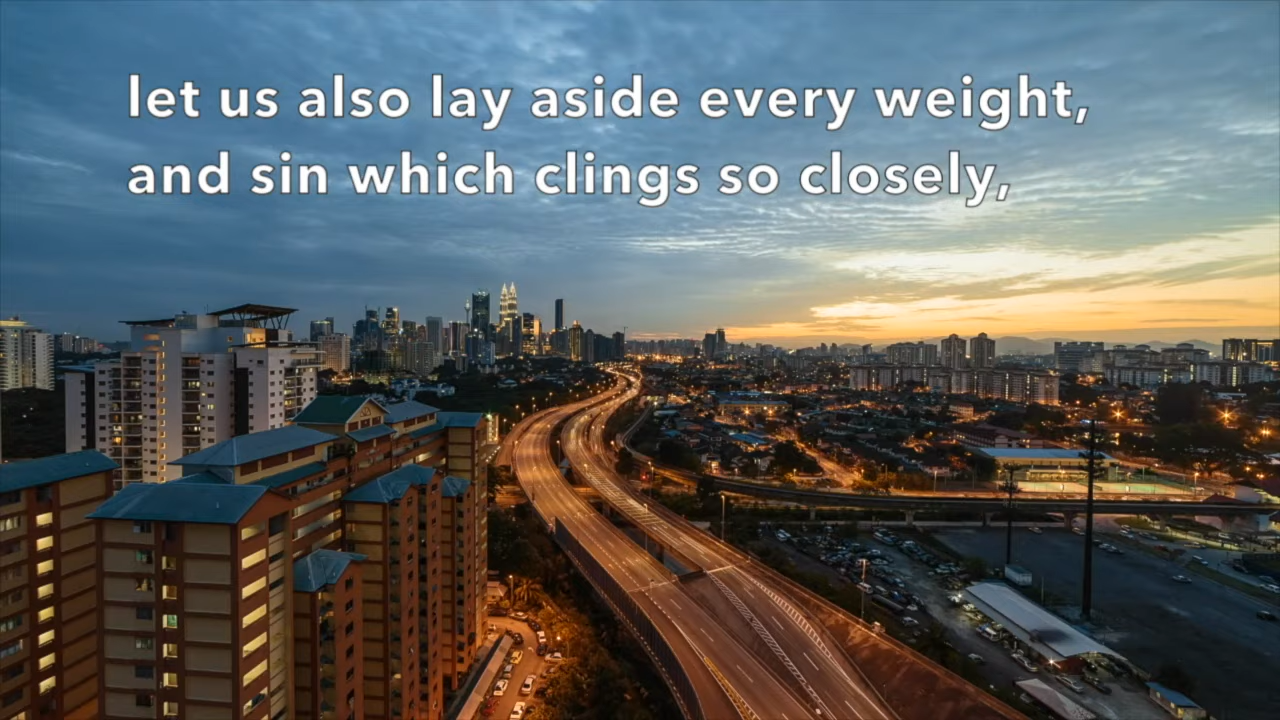 let us also lay aside every weight,
and sin which clings so closely,